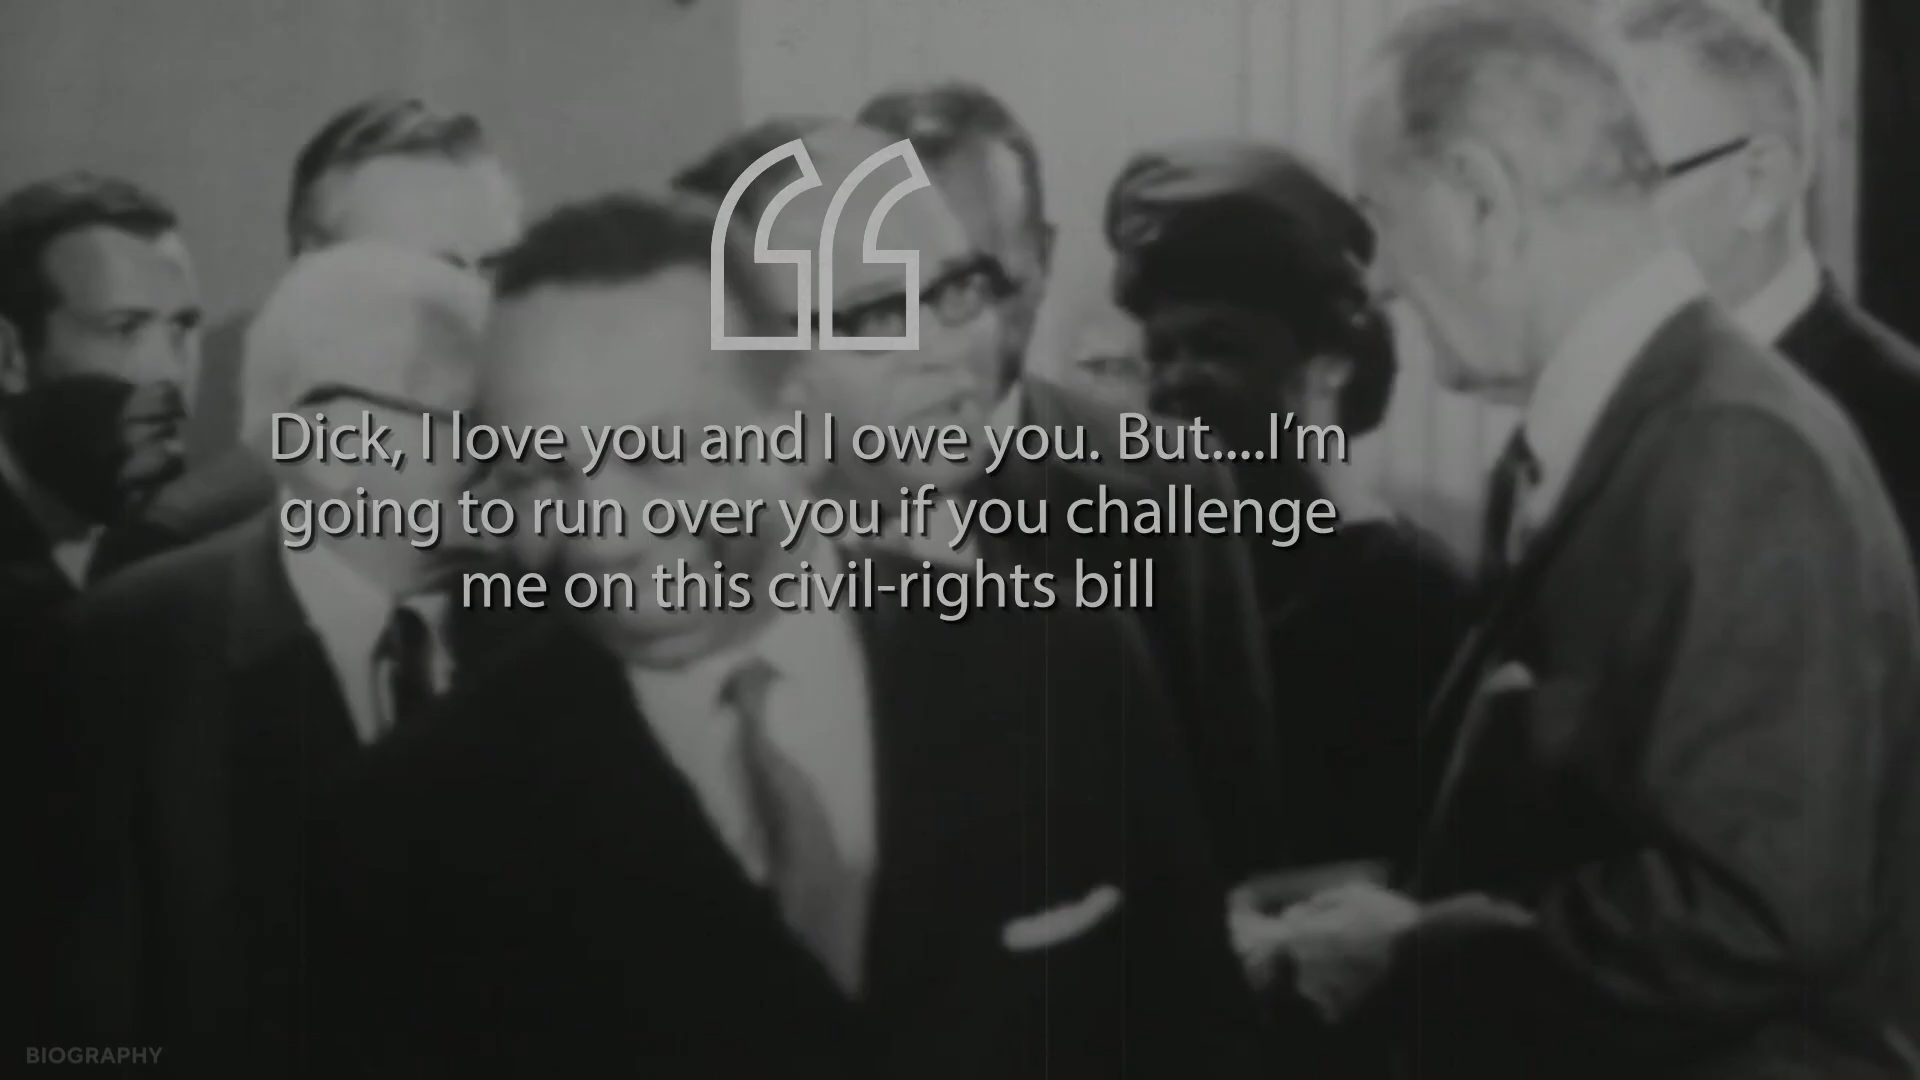 Dick, I love you and I owe you. But....I’m
going to run over you if you challenge
me on this civil-rights bill
BIOGRAPHY